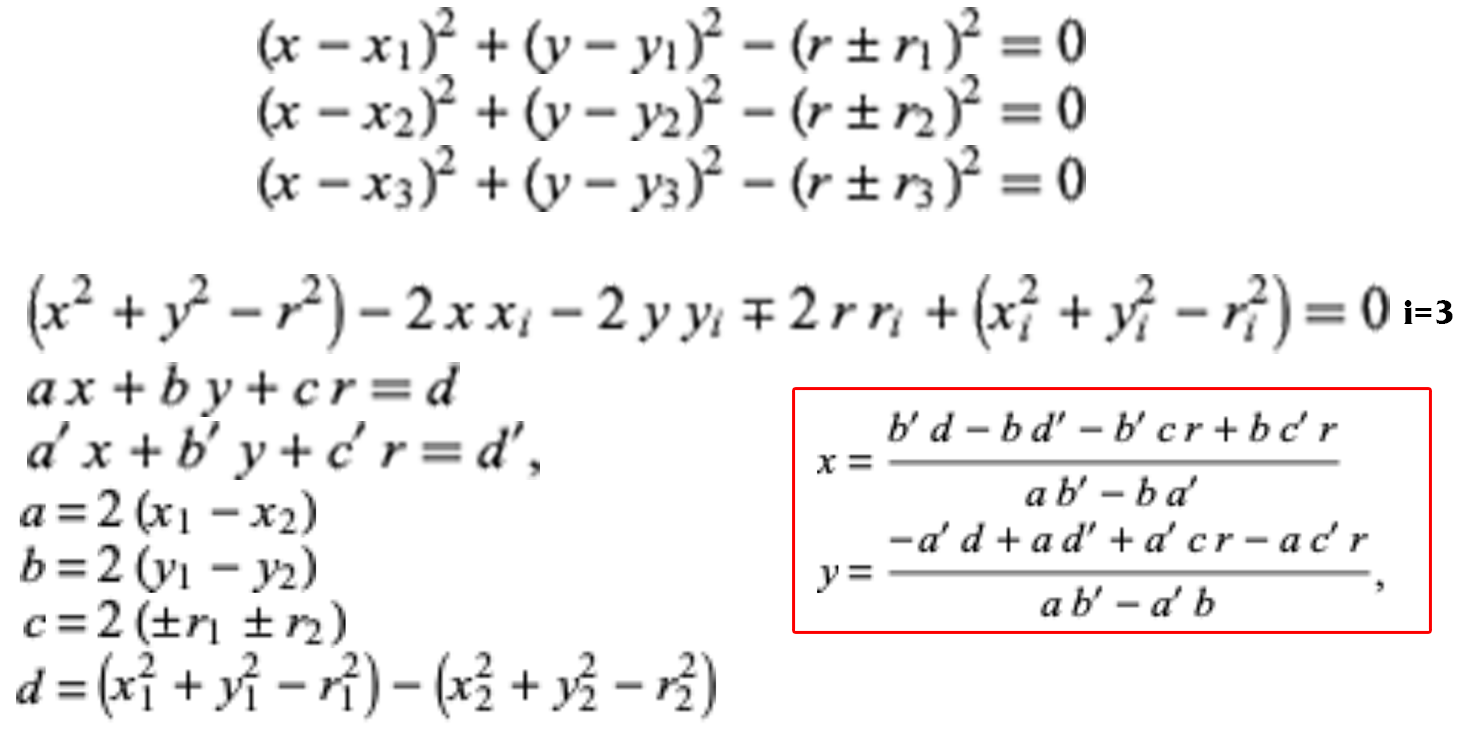 (x − x₁)² + (y − y₁)² − (r ± r₁)² = 0
(x − x₂)² + (y − y₂)² − (r ± r₂)² = 0
(x − x₃)² + (y − y₃)² − (r ± r₃)² = 0
(x² + y² − r²) − 2 x xᵢ − 2 y yᵢ ∓ 2 r rᵢ + (xᵢ² + yᵢ² − rᵢ²) = 0 i=3
a x + b y + c r = d
a′ x + b′ y + c′ r = d′,
a = 2 (x₁ − x₂)
b = 2 (y₁ − y₂)
c = 2 (±r₁ ± r₂)
d = (x₁² + y₁² − r₁²) − (x₂² + y₂² − r₂²)
x = (b′ d − b d′ − b′ c r + b c′ r) / (a b′ − b a′)
y = (−a′ d + a d′ + a′ c r − a c′ r) / (a b′ − a′ b),